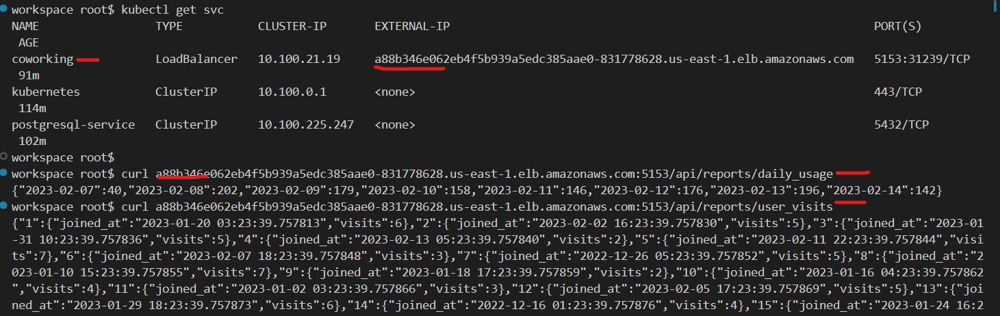 workspace root$ kubectl get svc
NAME TYPE CLUSTER-IP EXTERNAL-IP PORT(S)
AGE
coworking LoadBalancer 10.100.21.19 a88b346e062eb4f5b939a5edc385aae0-831778628.us-east-1.elb.amazonaws.com 5153:31239/TCP
91m
kubernetes ClusterIP 10.100.0.1 <none> 443/TCP
114m
postgresql-service ClusterIP 10.100.225.247 <none> 5432/TCP
102m
workspace root$
workspace root$ curl a88b346e062eb4f5b939a5edc385aae0-831778628.us-east-1.elb.amazonaws.com:5153/api/reports/daily_usage
{"2023-02-07":40,"2023-02-08":202,"2023-02-09":179,"2023-02-10":158,"2023-02-11":146,"2023-02-12":176,"2023-02-13":196,"2023-02-14":142}
workspace root$ curl a88b346e062eb4f5b939a5edc385aae0-831778628.us-east-1.elb.amazonaws.com:5153/api/reports/user_visits
{"1":{"joined_at":"2023-01-20 03:23:39.757813","visits":6},"2":{"joined_at":"2023-02-02 16:23:39.757830","visits":5},"3":{"joined_at":"2023-01
-31 10:23:39.757836","visits":5},"4":{"joined_at":"2023-02-13 05:23:39.757840","visits":2},"5":{"joined_at":"2023-02-11 22:23:39.757844","visi
ts":7},"6":{"joined_at":"2023-02-07 18:23:39.757848","visits":3},"7":{"joined_at":"2022-12-26 05:23:39.757852","visits":5},"8":{"joined_at":"2
023-01-10 15:23:39.757855","visits":7},"9":{"joined_at":"2023-01-18 17:23:39.757859","visits":2},"10":{"joined_at":"2023-01-16 04:23:39.757862
","visits":4},"11":{"joined_at":"2023-01-02 03:23:39.757866","visits":3},"12":{"joined_at":"2023-02-05 17:23:39.757869","visits":5},"13":{"joi
ned_at":"2023-01-29 18:23:39.757873","visits":6},"14":{"joined_at":"2022-12-16 01:23:39.757876","visits":4},"15":{"joined_at":"2023-01-24 16:2